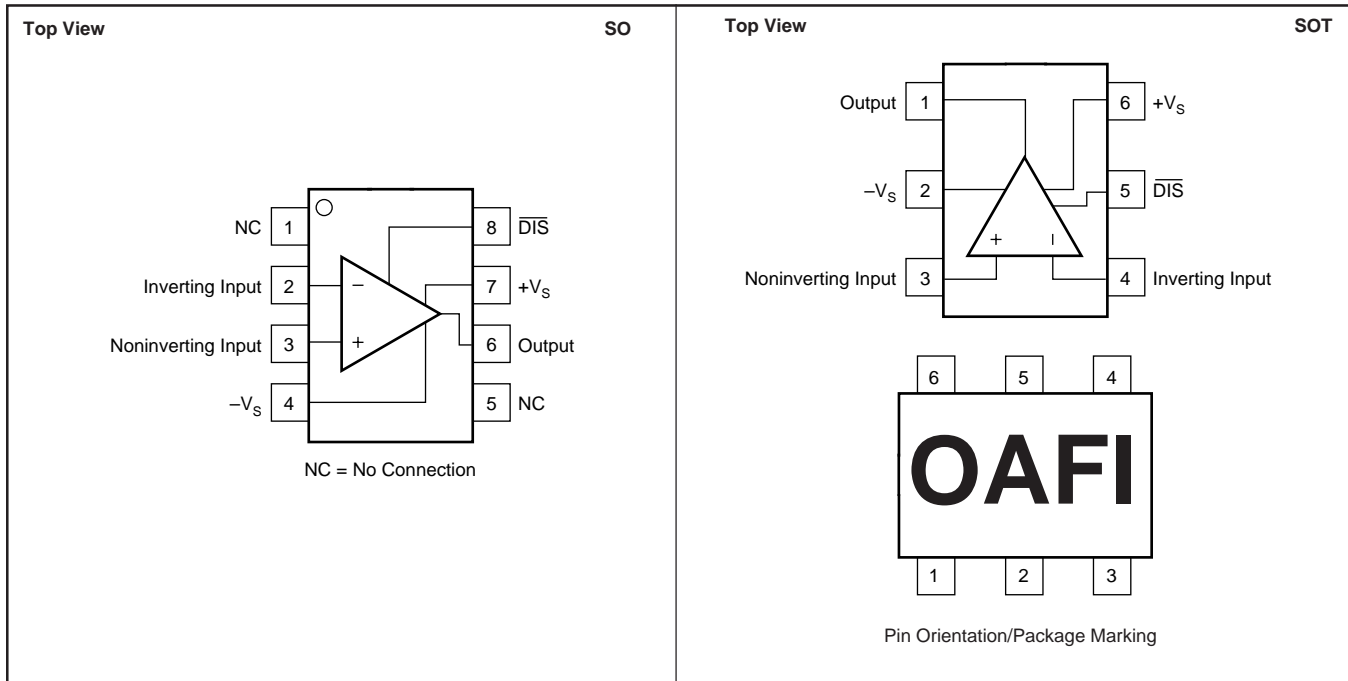 Top View SO
NC 1 8 DIS
Inverting Input 2 − 7 +VS
Noninverting Input 3 + 6 Output
–VS 4 5 NC
NC = No Connection
Top View SOT
Output 1 6 +VS
–VS 2 5 DIS
+ –
Noninverting Input 3 4 Inverting Input
6 5 4
OAFI
1 2 3
Pin Orientation/Package Marking